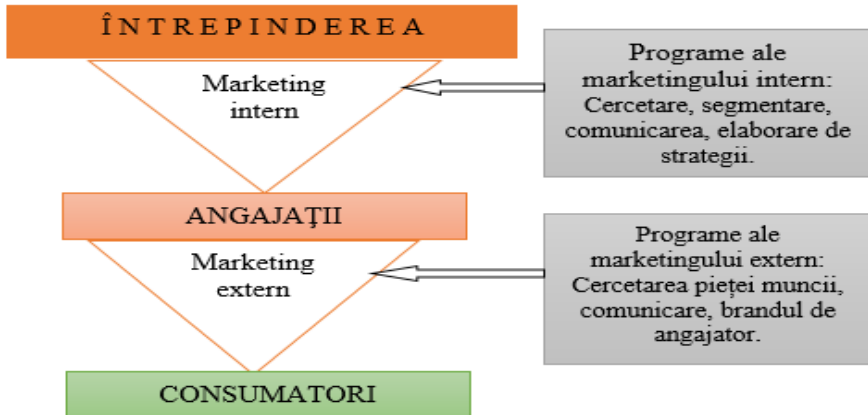 Î N T R E P I N D E R E A
Marketing
intern
Programe ale
marketingului intern:
Cercetare, segmentare,
comunicarea, elaborare de
strategii.
ANGAJAŢII
Marketing
extern
Programe ale
marketingului extern:
Cercetarea pieței muncii,
comunicare, brandul de
angajator.
CONSUMATORI